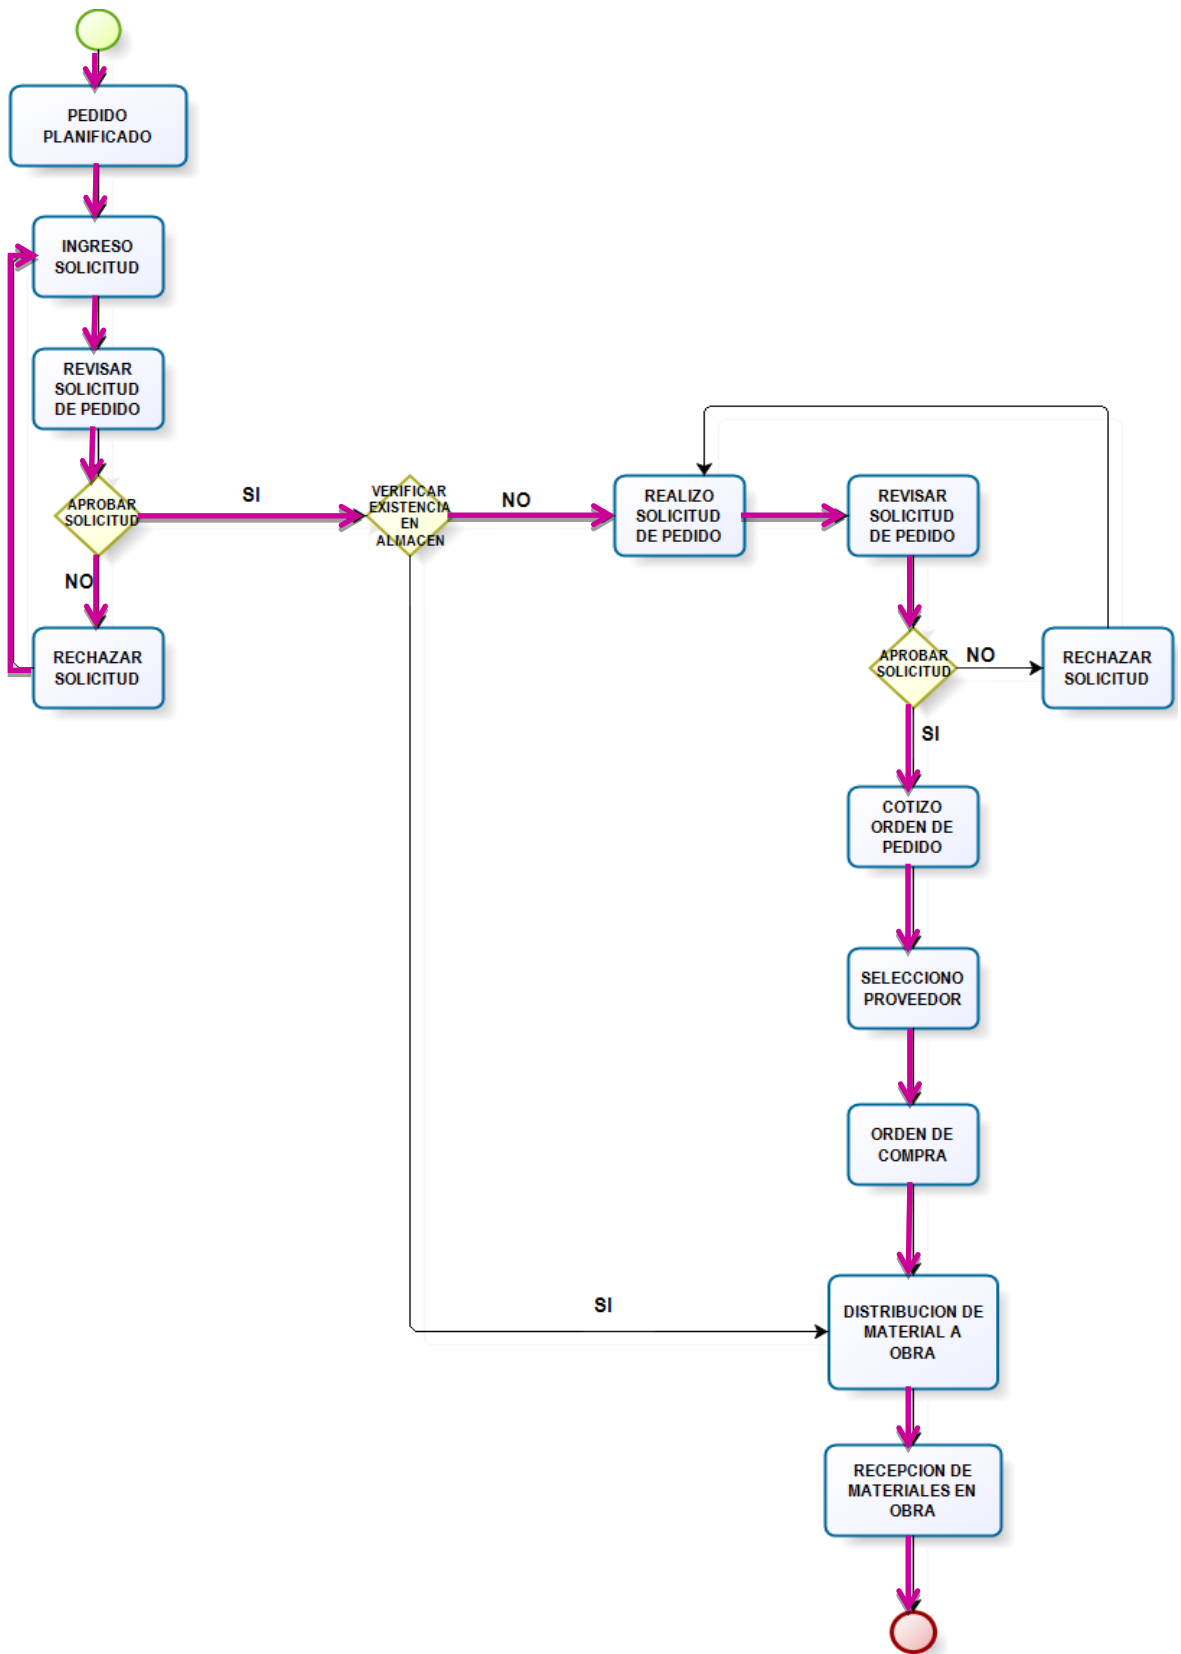 PEDIDO
PLANIFICADO
INGRESO
SOLICITUD
REVISAR
SOLICITUD
DE PEDIDO
APROBAR
SOLICITUD
SI
NO
RECHAZAR
SOLICITUD
VERIFICAR
EXISTENCIA
EN
ALMACEN
NO
REALIZO
SOLICITUD
DE PEDIDO
REVISAR
SOLICITUD
DE PEDIDO
APROBAR
SOLICITUD
NO
RECHAZAR
SOLICITUD
SI
COTIZO
ORDEN DE
PEDIDO
SELECCIONO
PROVEEDOR
ORDEN DE
COMPRA
SI
DISTRIBUCION DE
MATERIAL A
OBRA
RECEPCION DE
MATERIALES EN
OBRA